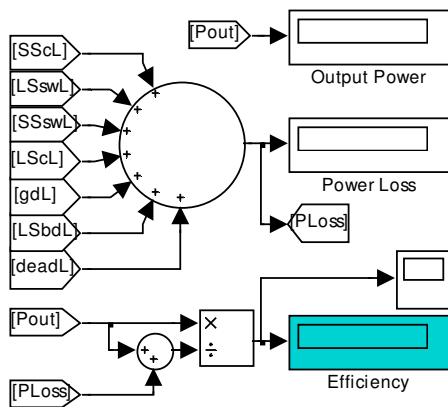 [SScL]
[LSswL]
[SSswL]
[LScL]
[gdL]
[LSbdL]
[deadL]
[Pout]
Output Power
Power Loss
[PLoss]
[Pout]
[PLoss]
×
÷
Efficiency